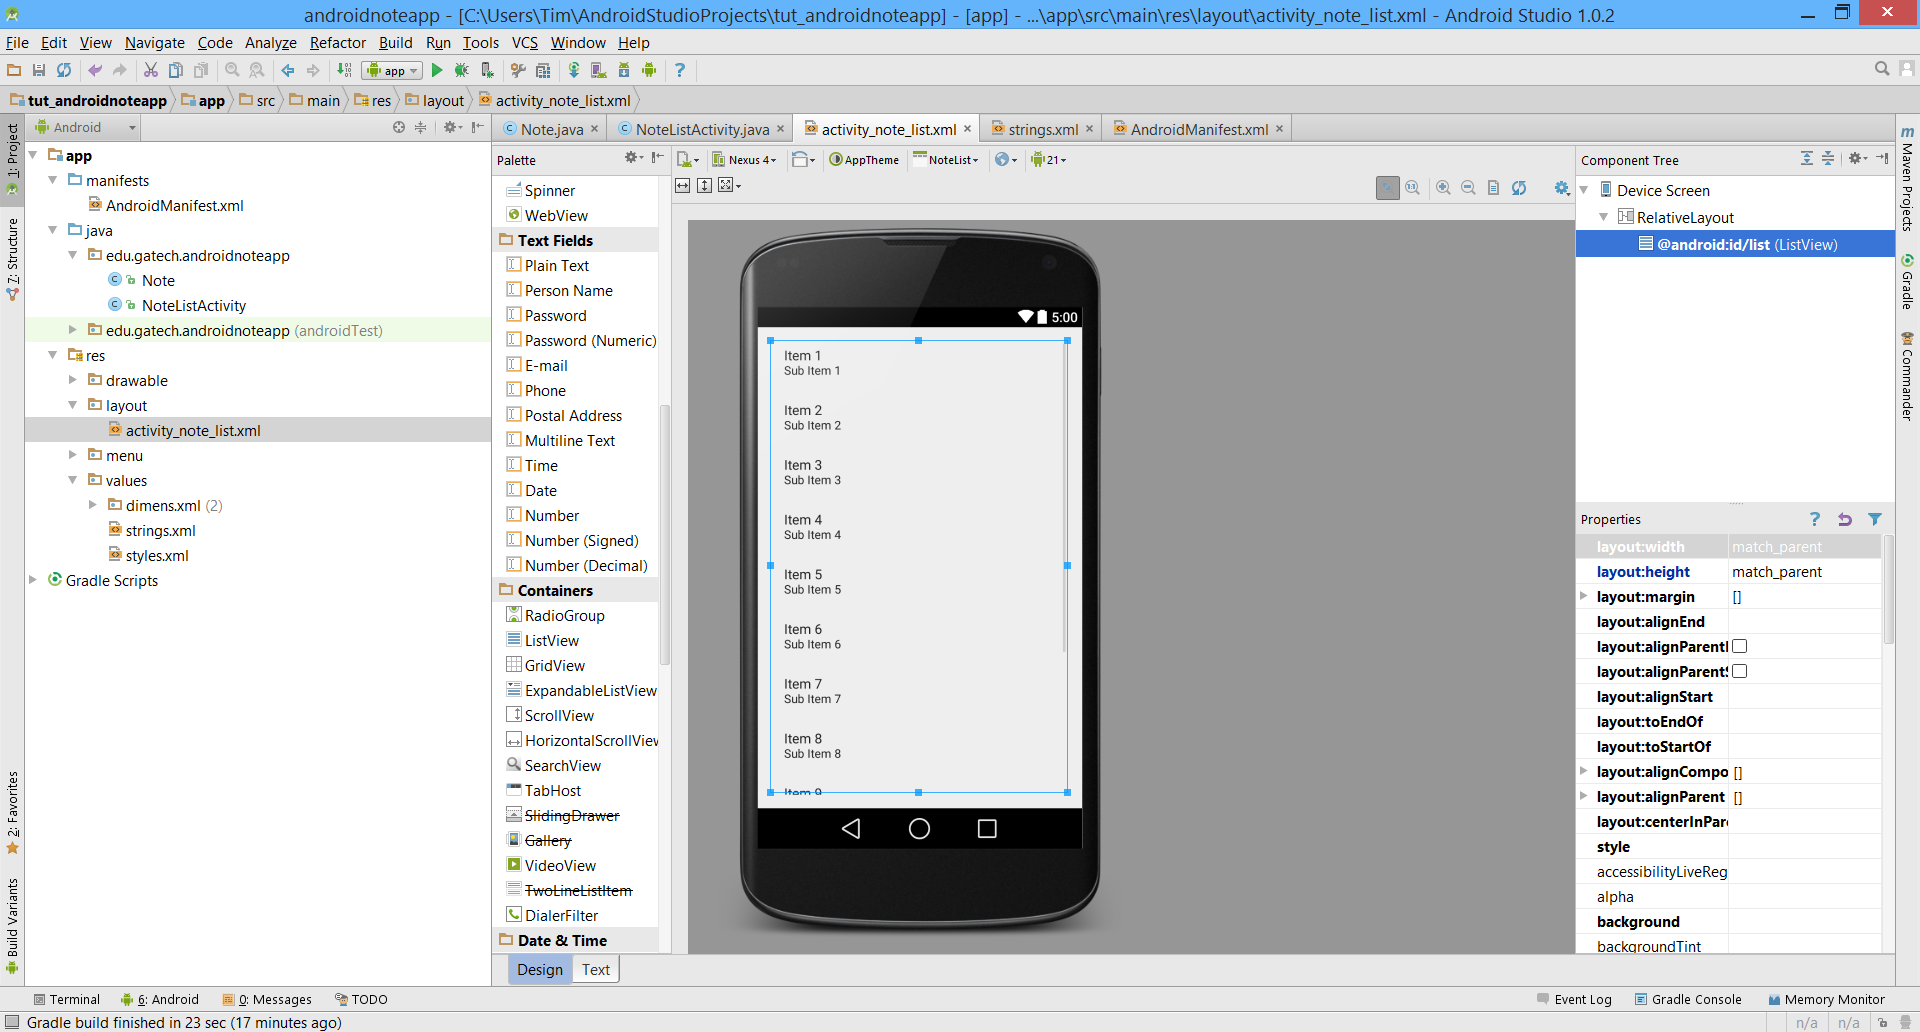 androidnoteapp - [C:\Users\Tim\AndroidStudioProjects\tut_androidnoteapp] - [app] - ...\app\src\main\res\layout\activity_note_list.xml - Android Studio 1.0.2
File Edit View Navigate Code Analyze Refactor Build Run Tools VCS Window Help
app
tut_androidnoteapp app src main res layout activity_note_list.xml
1: Project
7: Structure
2: Favorites
Build Variants
Android
app
manifests
AndroidManifest.xml
java
edu.gatech.androidnoteapp
Note
NoteListActivity
edu.gatech.androidnoteapp (androidTest)
res
drawable
layout
activity_note_list.xml
menu
values
dimens.xml (2)
strings.xml
styles.xml
Gradle Scripts
Note.java NoteListActivity.java activity_note_list.xml strings.xml AndroidManifest.xml
Palette
Spinner
WebView
Text Fields
Plain Text
Person Name
Password
Password (Numeric)
E-mail
Phone
Postal Address
Multiline Text
Time
Date
Number
Number (Signed)
Number (Decimal)
Containers
RadioGroup
ListView
GridView
ExpandableListView
ScrollView
HorizontalScrollView
SearchView
TabHost
SlidingDrawer
Gallery
VideoView
TwoLineListItem
DialerFilter
Date & Time
Nexus 4 AppTheme NoteList 21
1:1
5:00
Item 1
Sub Item 1
Item 2
Sub Item 2
Item 3
Sub Item 3
Item 4
Sub Item 4
Item 5
Sub Item 5
Item 6
Sub Item 6
Item 7
Sub Item 7
Item 8
Sub Item 8
Item 9
Design Text
Component Tree
Device Screen
RelativeLayout
@android:id/list (ListView)
Properties
layout:width match_parent
layout:height match_parent
layout:margin []
layout:alignEnd
layout:alignParent
layout:alignParentS
layout:alignStart
layout:toEndOf
layout:toStartOf
layout:alignCompo []
layout:alignParent []
layout:centerInPar
style
accessibilityLiveReg
alpha
background
backgroundTint
m Maven Projects
Gradle
Commander
Terminal 6: Android 0: Messages TODO Event Log Gradle Console Memory Monitor
Gradle build finished in 23 sec (17 minutes ago) n/a n/a